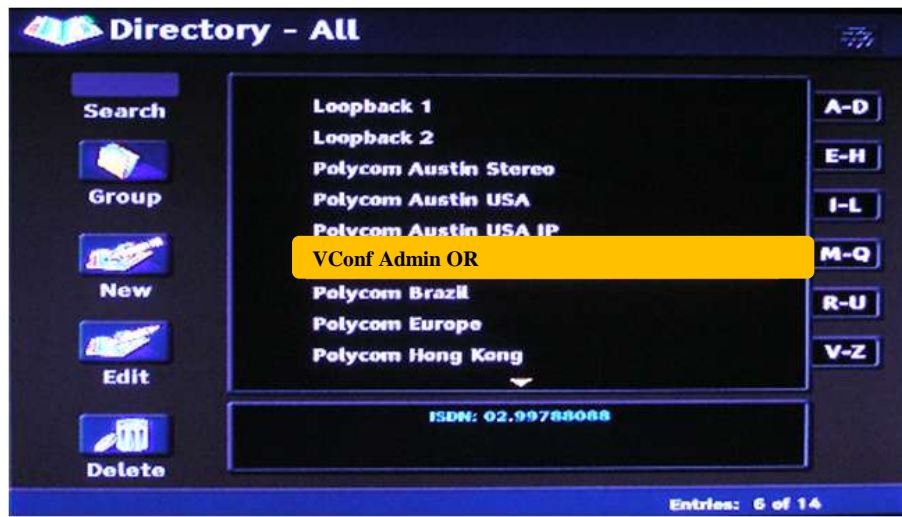 Directory - All
Search
Group
New
Edit
Delete
Loopback 1
Loopback 2
Polycom Austin Stereo
Polycom Austin USA
Polycom Austin USA IP
VConf Admin OR
Polycom Brazil
Polycom Europe
Polycom Hong Kong
A-D
E-H
I-L
M-Q
R-U
V-Z
ISDN: 02.99788088
Entries: 6 of 14